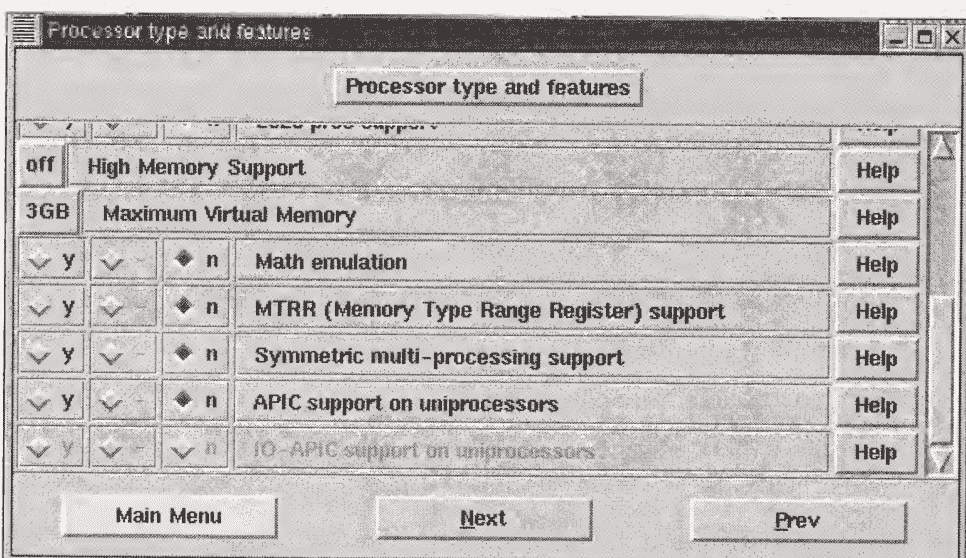 Processor type and features
Processor type and features
off High Memory Support Help
3GB Maximum Virtual Memory Help
y - n Math emulation Help
y - n MTRR (Memory Type Range Register) support Help
y - n Symmetric multi-processing support Help
y - n APIC support on uniprocessors Help
y - n IO-APIC support on uniprocessors Help
Main Menu Next Prev